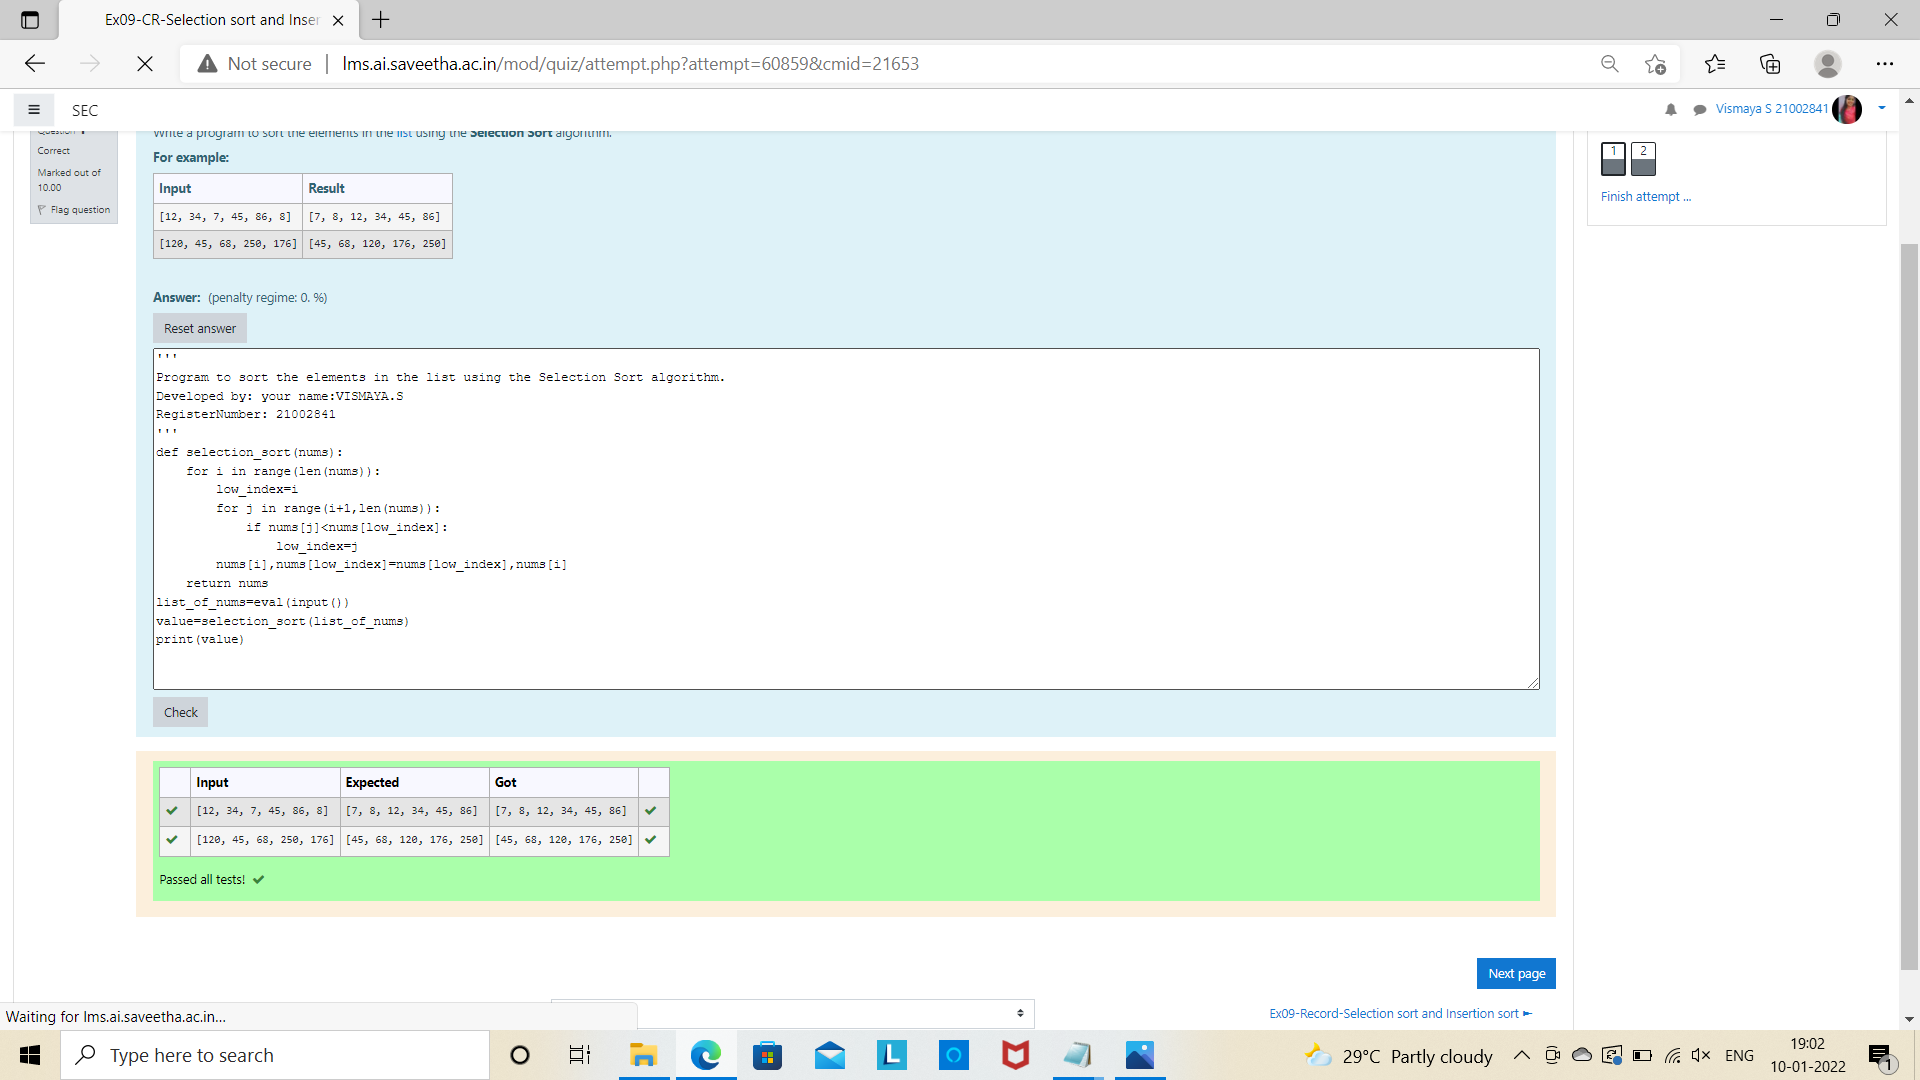 Ex09-CR-Selection sort and Inser
Not secure
lms.ai.saveetha.ac.in/mod/quiz/attempt.php?attempt=60859&cmid=21653
SEC
Vismaya S 21002841
Question 1
Correct
Marked out of
10.00
Flag question
Write a program to sort the elements in the list using the Selection Sort algorithm.
For example:
Input Result
[12, 34, 7, 45, 86, 8] [7, 8, 12, 34, 45, 86]
[120, 45, 68, 250, 176] [45, 68, 120, 176, 250]
1 2
Finish attempt ...
Answer: (penalty regime: 0. %)
Reset answer
'''
Program to sort the elements in the list using the Selection Sort algorithm.
Developed by: your name:VISMAYA.S
RegisterNumber: 21002841
'''
def selection_sort(nums):
    for i in range(len(nums)):
        low_index=i
        for j in range(i+1,len(nums)):
            if nums[j]<nums[low_index]:
                low_index=j
        nums[i],nums[low_index]=nums[low_index],nums[i]
    return nums
list_of_nums=eval(input())
value=selection_sort(list_of_nums)
print(value)
Check
Input Expected Got
[12, 34, 7, 45, 86, 8] [7, 8, 12, 34, 45, 86] [7, 8, 12, 34, 45, 86]
[120, 45, 68, 250, 176] [45, 68, 120, 176, 250] [45, 68, 120, 176, 250]
Passed all tests!
Next page
Ex09-Record-Selection sort and Insertion sort ►
Waiting for lms.ai.saveetha.ac.in...
Type here to search
L
29°C Partly cloudy
ENG
19:02
10-01-2022
1